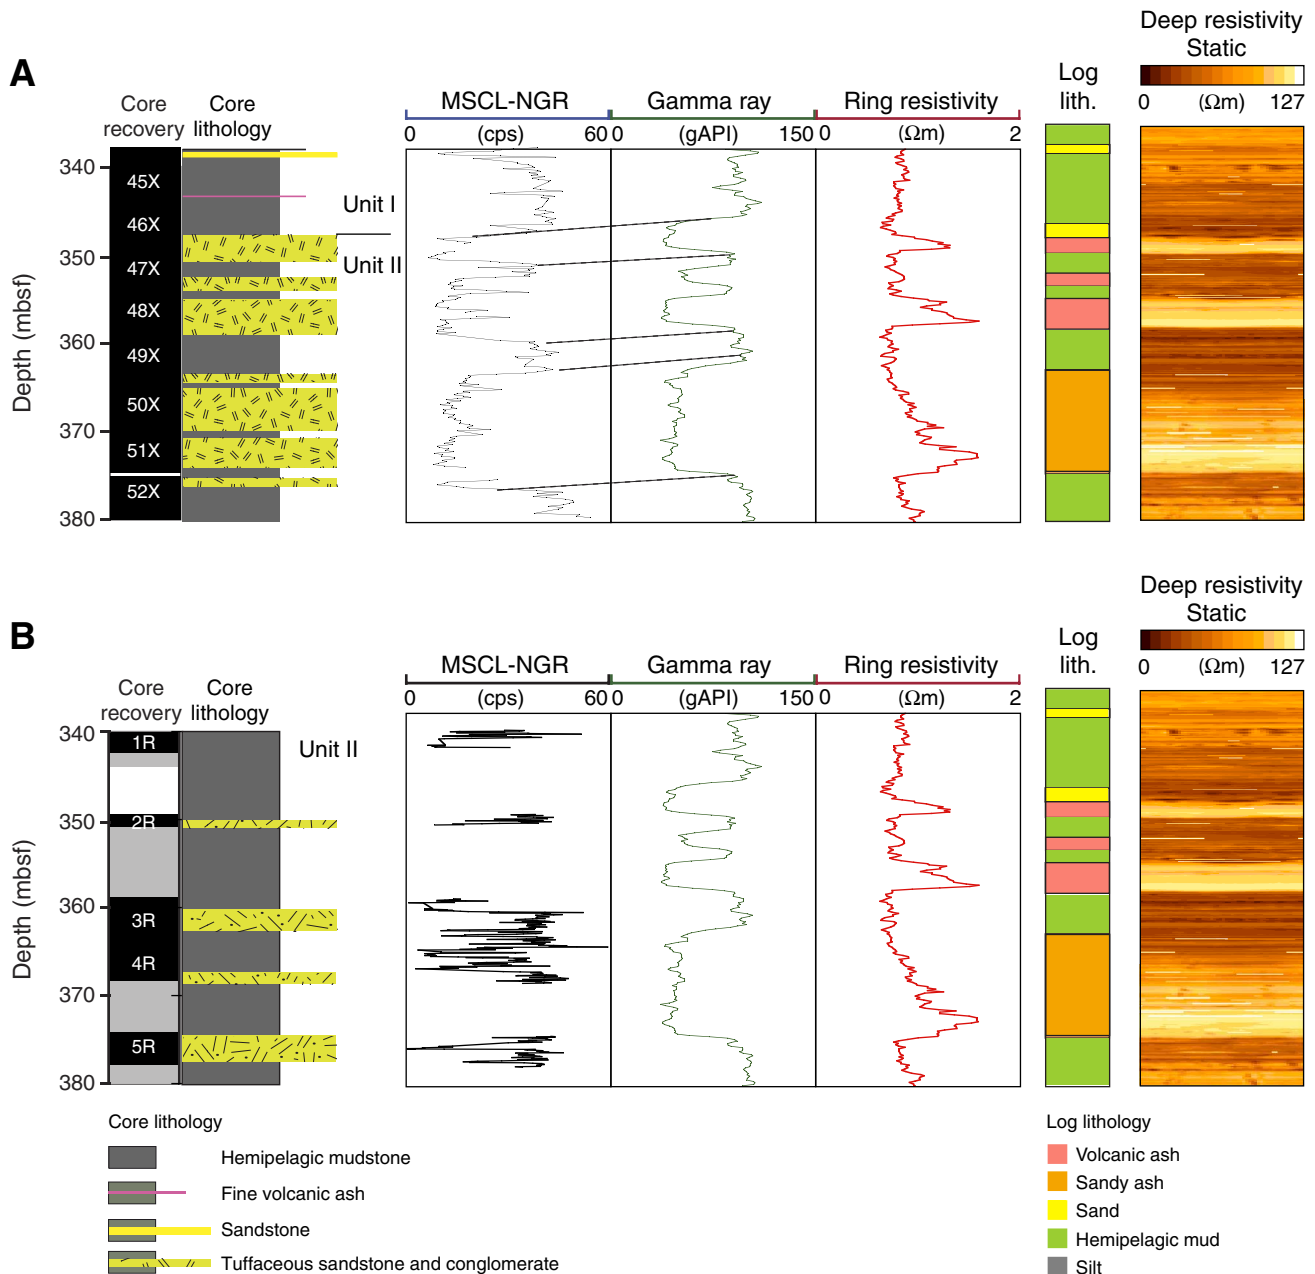 A
Core
recovery
Core
lithology
MSCL-NGR
Gamma ray
Ring resistivity
Log
lith.
Deep resistivity
Static
0 (Ωm) 127
0 (cps) 60
0 (gAPI) 150
0 (Ωm) 2
Depth (mbsf)
340
350
360
370
380
45X
46X
47X
48X
49X
50X
51X
52X
Unit I
Unit II
B
Core
recovery
Core
lithology
MSCL-NGR
Gamma ray
Ring resistivity
Log
lith.
Deep resistivity
Static
0 (Ωm) 127
0 (cps) 60
0 (gAPI) 150
0 (Ωm) 2
Depth (mbsf)
340
350
360
370
380
1R
2R
3R
4R
5R
Unit II
Core lithology
Hemipelagic mudstone
Fine volcanic ash
Sandstone
Tuffaceous sandstone and conglomerate
Log lithology
Volcanic ash
Sandy ash
Sand
Hemipelagic mud
Silt